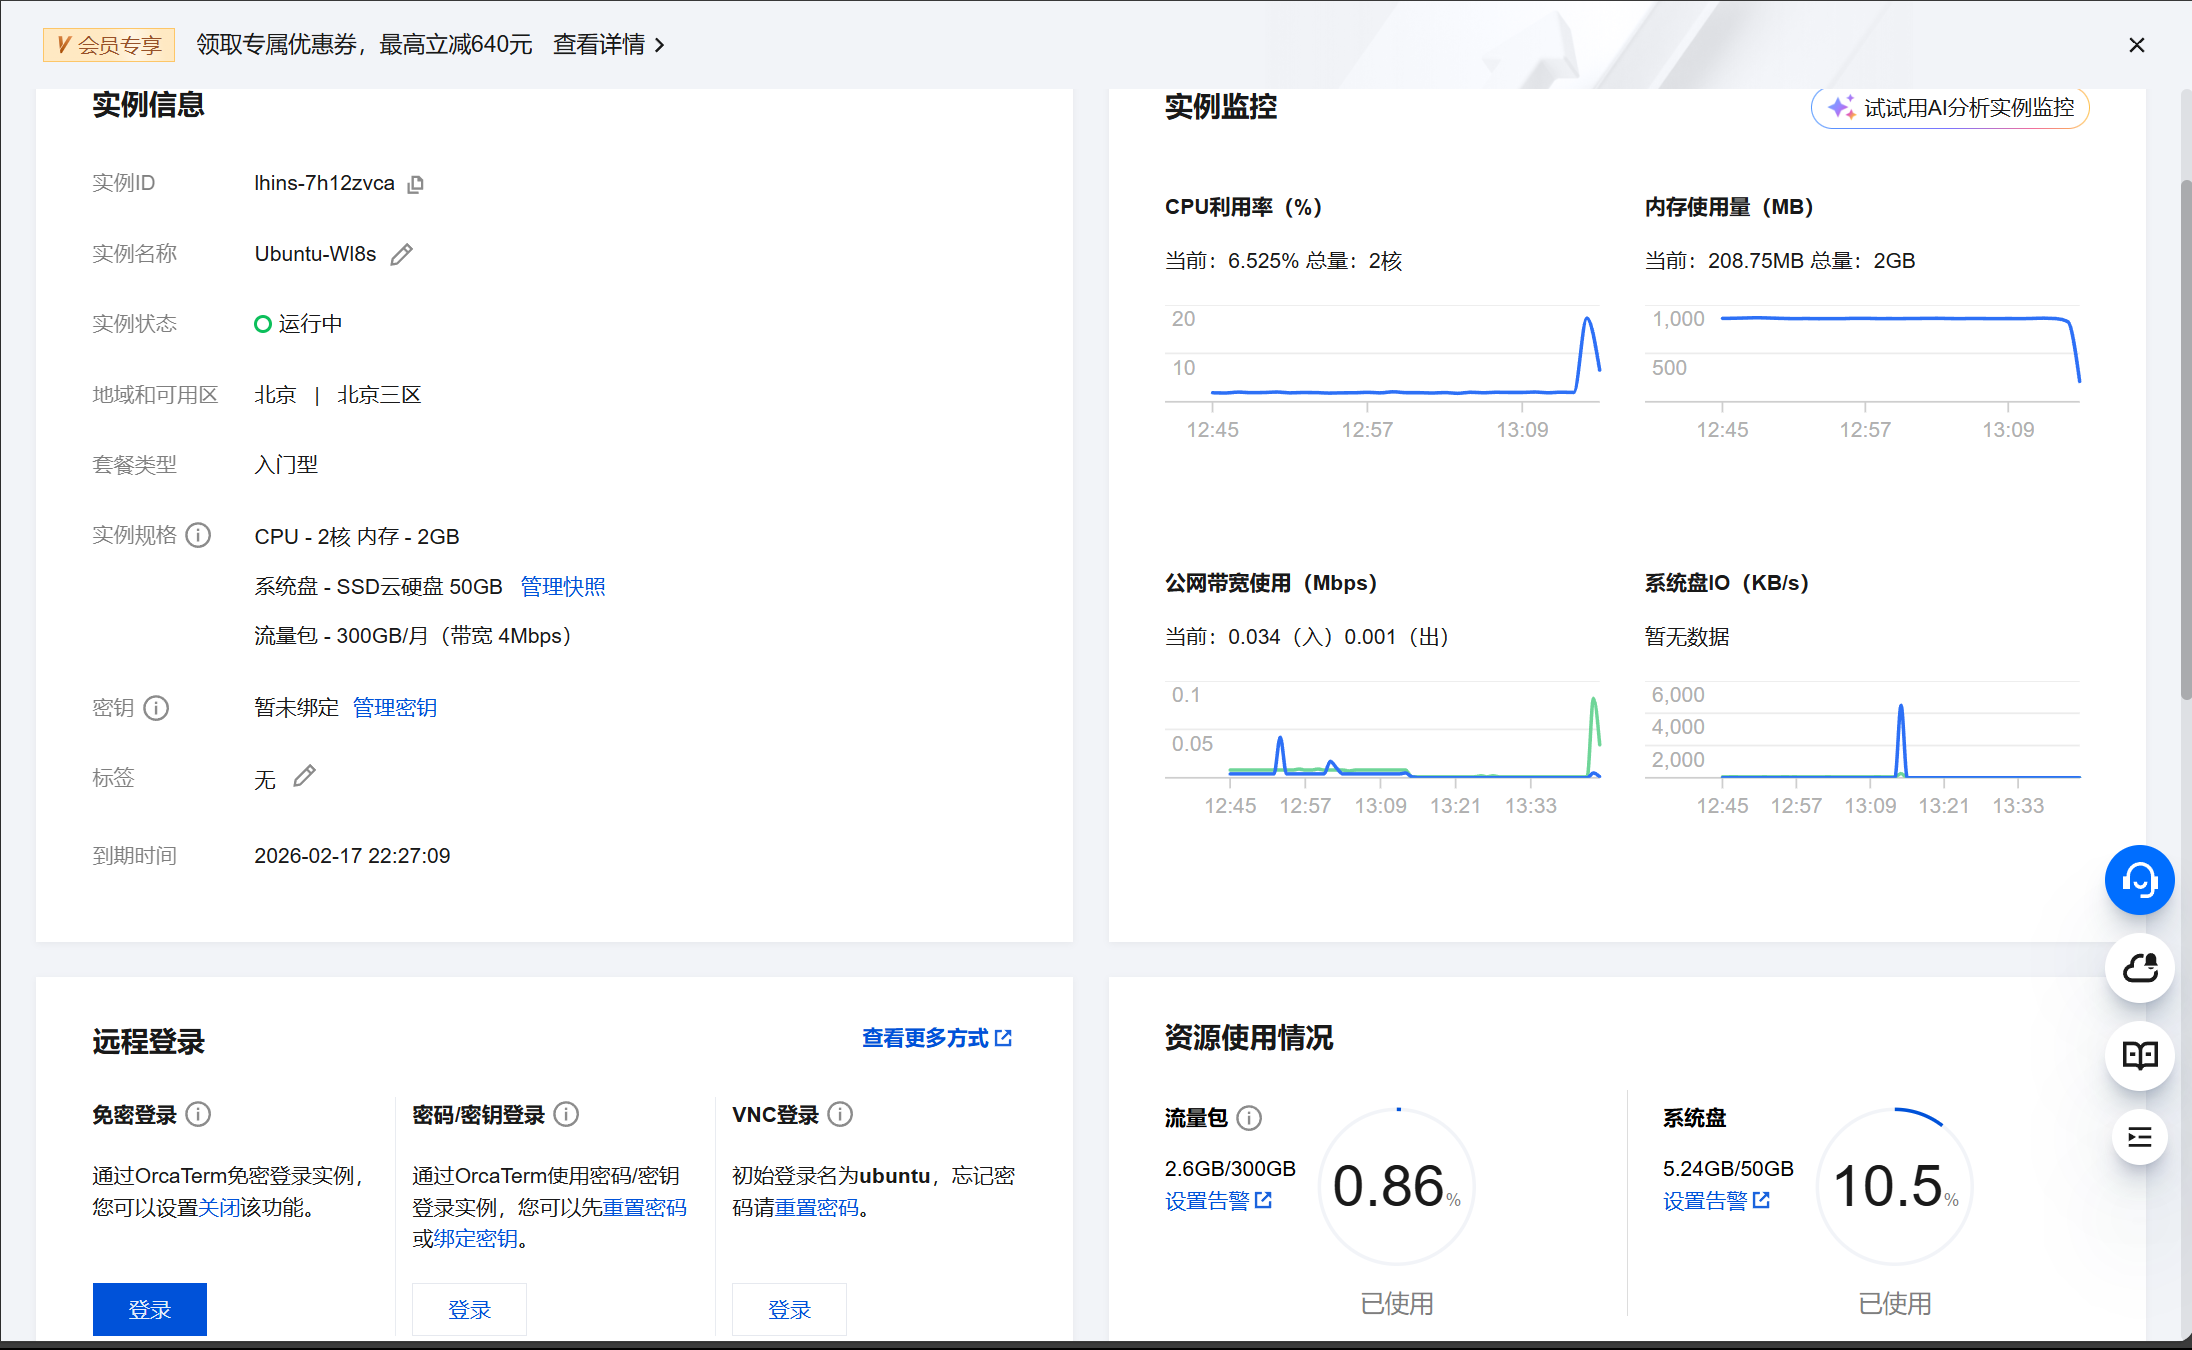 V 会员专享 领取专属优惠券，最高立减640元 查看详情
实例信息
实例ID lhins-7h12zvca
实例名称 Ubuntu-WI8s
实例状态 运行中
地域和可用区 北京 | 北京三区
套餐类型 入门型
实例规格 CPU - 2核 内存 - 2GB
系统盘 - SSD云硬盘 50GB 管理快照
流量包 - 300GB/月（带宽 4Mbps）
密钥 暂未绑定 管理密钥
标签 无
到期时间 2026-02-17 22:27:09
实例监控 试试用AI分析实例监控
CPU利用率（%）
当前：6.525% 总量：2核
20
10
12:45 12:57 13:09
内存使用量（MB）
当前：208.75MB 总量：2GB
1,000
500
12:45 12:57 13:09
公网带宽使用（Mbps）
当前：0.034（入）0.001（出）
0.1
0.05
12:45 12:57 13:09 13:21 13:33
系统盘IO（KB/s）
暂无数据
6,000
4,000
2,000
12:45 12:57 13:09 13:21 13:33
远程登录 查看更多方式
免密登录
通过OrcaTerm免密登录实例，
您可以设置关闭该功能。
登录
密码/密钥登录
通过OrcaTerm使用密码/密钥
登录实例，您可以先重置密码
或绑定密钥。
登录
VNC登录
初始登录名为ubuntu，忘记密
码请重置密码。
登录
资源使用情况
流量包
2.6GB/300GB
设置告警
0.86%
已使用
系统盘
5.24GB/50GB
设置告警
10.5%
已使用